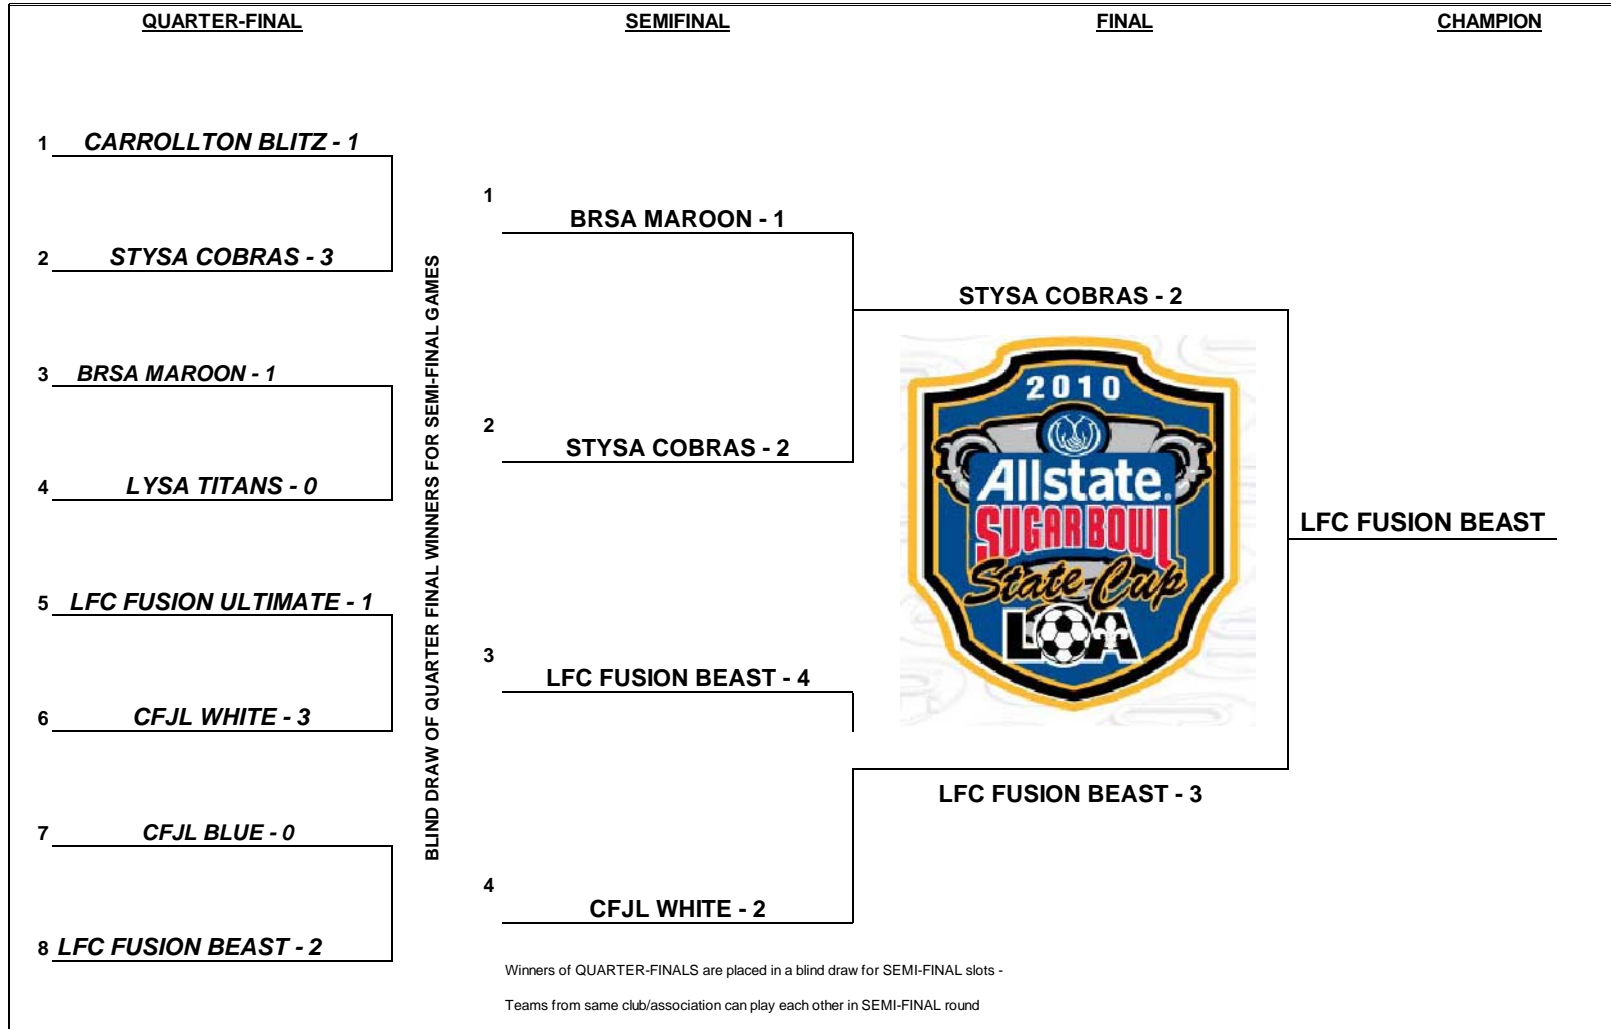 QUARTER-FINAL
SEMIFINAL
FINAL
CHAMPION
1 CARROLLTON BLITZ - 1
2 STYSA COBRAS - 3
3 BRSA MAROON - 1
4 LYSA TITANS - 0
5 LFC FUSION ULTIMATE - 1
6 CFJL WHITE - 3
7 CFJL BLUE - 0
8 LFC FUSION BEAST - 2
BLIND DRAW OF QUARTER FINAL WINNERS FOR SEMI-FINAL GAMES
1
BRSA MAROON - 1
2
STYSA COBRAS - 2
3
LFC FUSION BEAST - 4
4
CFJL WHITE - 2
Winners of QUARTER-FINALS are placed in a blind draw for SEMI-FINAL slots -
Teams from same club/association can play each other in SEMI-FINAL round
STYSA COBRAS - 2
2010
Allstate.
SUGAR BOWL
State Cup
LSA
LFC FUSION BEAST - 3
LFC FUSION BEAST